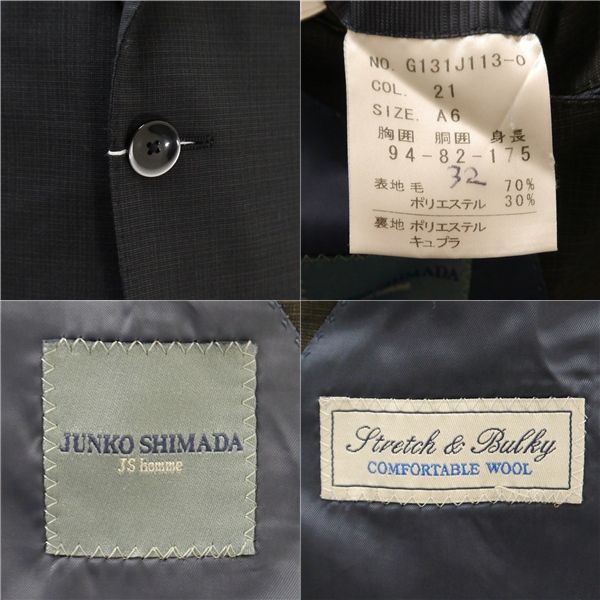 NO. G131J113-0
COL. 21
SIZE. A6
胸囲 胴囲 身長
94-82-175
32
表地 毛 70%
ポリエステル 30%
裏地 ポリエステル
キュプラ
SHIMADA
JUNKO SHIMADA
JS homme
Stretch & Bulky
COMFORTABLE WOOL